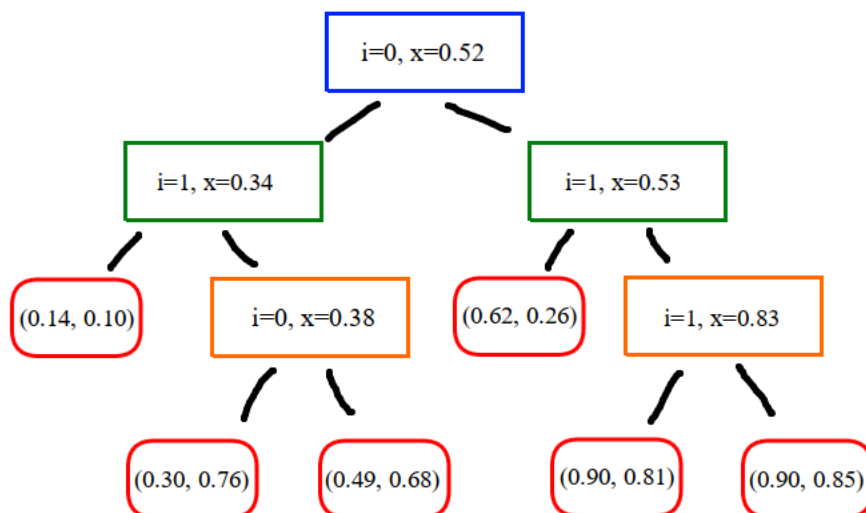 i=0, x=0.52
i=1, x=0.34
i=1, x=0.53
(0.14, 0.10)
i=0, x=0.38
(0.62, 0.26)
i=1, x=0.83
(0.30, 0.76)
(0.49, 0.68)
(0.90, 0.81)
(0.90, 0.85)